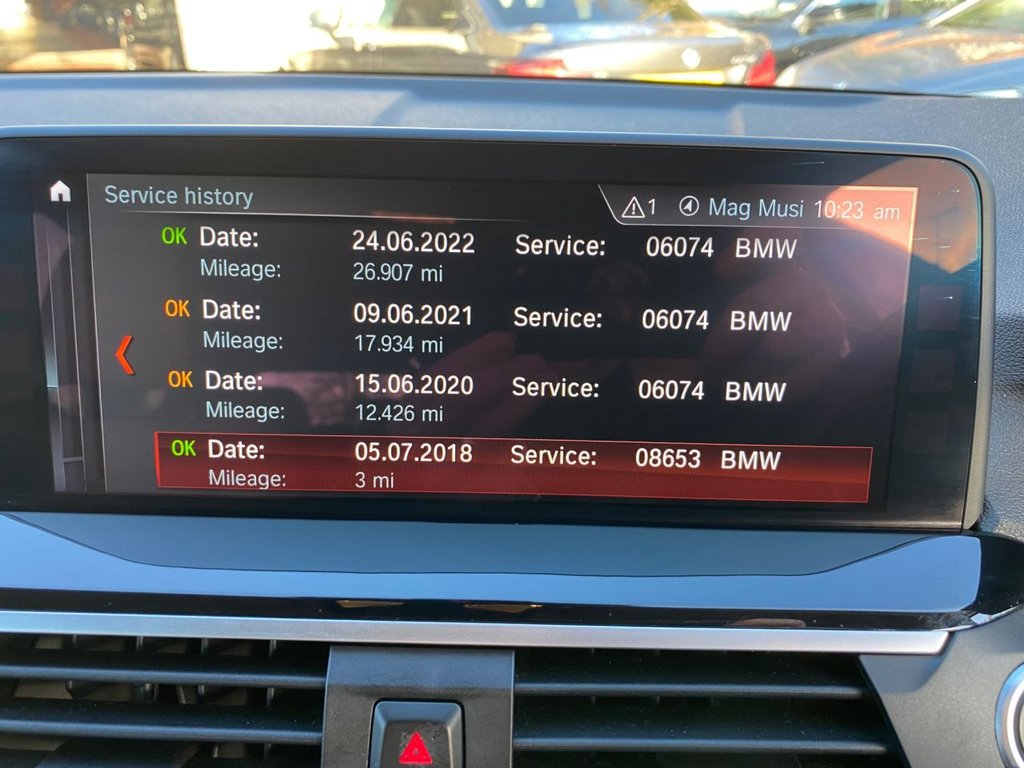 Service history
1 Mag Musi 10:23 am
OK Date: 24.06.2022 Service: 06074 BMW
Mileage: 26.907 mi
OK Date: 09.06.2021 Service: 06074 BMW
Mileage: 17.934 mi
OK Date: 15.06.2020 Service: 06074 BMW
Mileage: 12.426 mi
OK Date: 05.07.2018 Service: 08653 BMW
Mileage: 3 mi